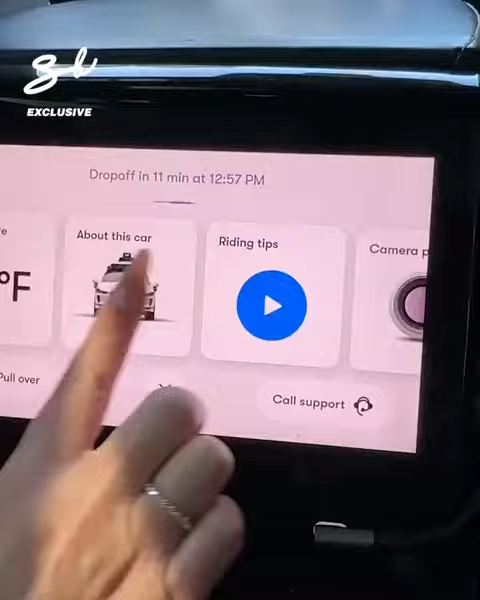 EXCLUSIVE
Dropoff in 11 min at 12:57 PM
About this car
Riding tips
Camera
°F
Pull over
Call support